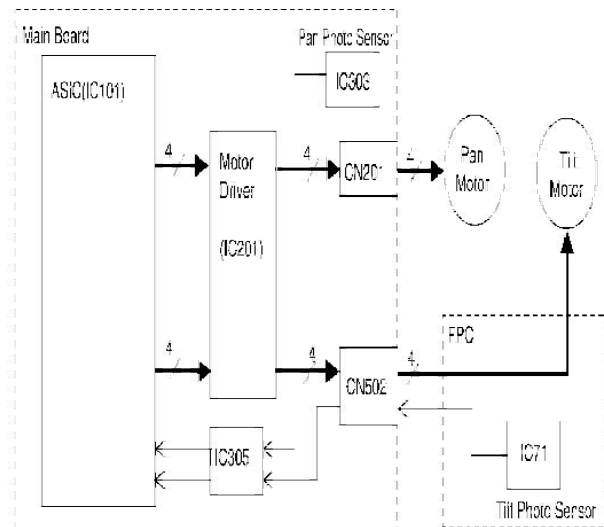 Main Board
Pan Photo Sensor
ASIC(IC101)
IC303
4
4
4
Motor
Driver
(IC201)
CN201
Pan
Motor
Tilt
Motor
4
4
4
FPC
CN502
IC305
IC71
Tilt Photo Sensor